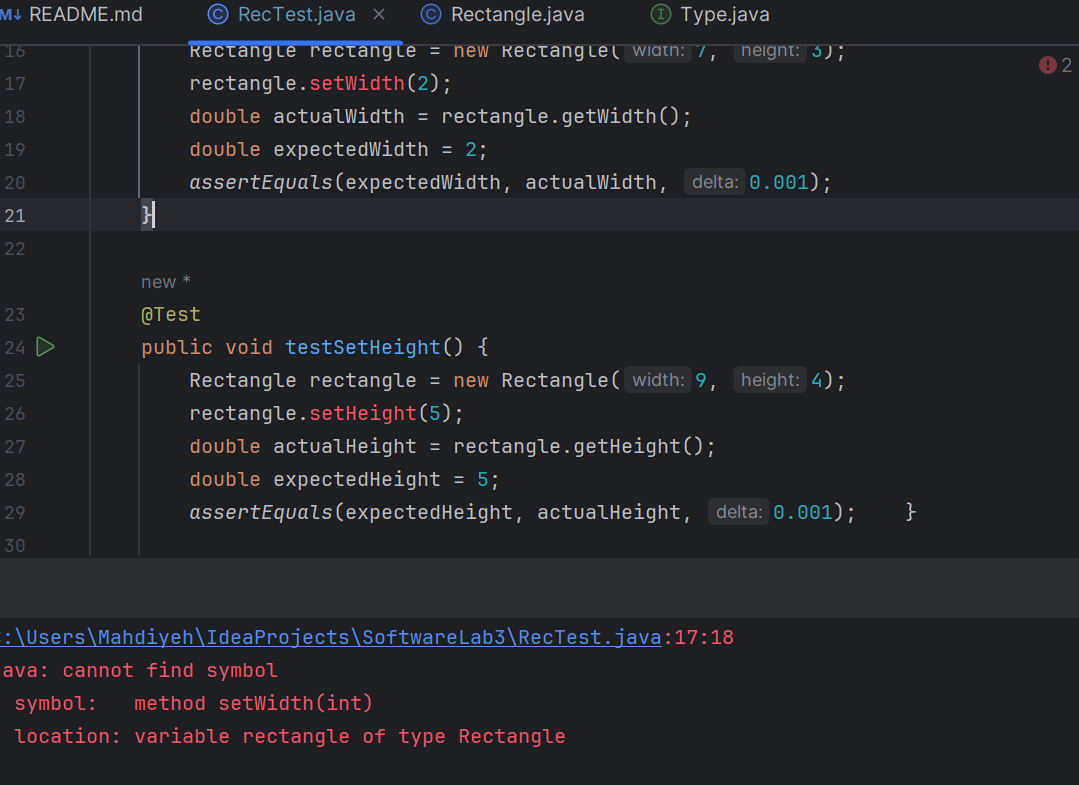 M↓ README.md © RecTest.java × © Rectangle.java Ⓘ Type.java
16 Rectangle rectangle = new Rectangle( width: 7, height: 3);
2
17 rectangle.setWidth(2);
18 double actualWidth = rectangle.getWidth();
19 double expectedWidth = 2;
20 assertEquals(expectedWidth, actualWidth, delta: 0.001);
21 }
22
new *
23 @Test
24 public void testSetHeight() {
25 Rectangle rectangle = new Rectangle( width: 9, height: 4);
26 rectangle.setHeight(5);
27 double actualHeight = rectangle.getHeight();
28 double expectedHeight = 5;
29 assertEquals(expectedHeight, actualHeight, delta: 0.001); }
30
:\Users\Mahdiyeh\IdeaProjects\SoftwareLab3\RecTest.java:17:18
ava: cannot find symbol
symbol: method setWidth(int)
location: variable rectangle of type Rectangle